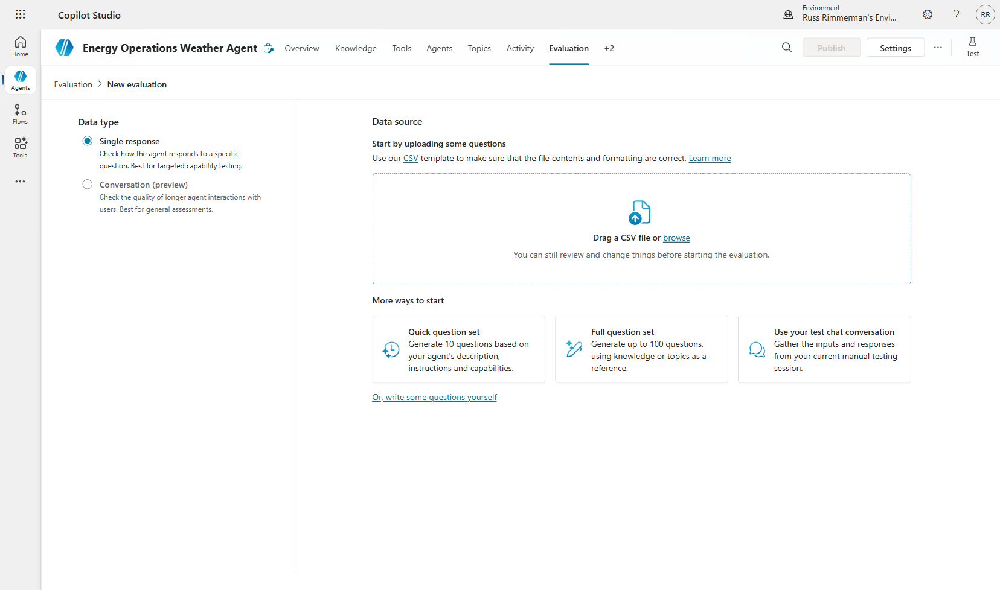 Copilot Studio
Environment
Russ Rimmerman's Envi...
RR
Home
Agents
Flows
Tools
Energy Operations Weather Agent
Overview
Knowledge
Tools
Agents
Topics
Activity
Evaluation
+2
Publish
Settings
Test
Evaluation > New evaluation
Data type
Single response
Check how the agent responds to a specific
question. Best for targeted capability testing.
Conversation (preview)
Check the quality of longer agent interactions with
users. Best for general assessments.
Data source
Start by uploading some questions
Use our CSV template to make sure that the file contents and formatting are correct. Learn more
Drag a CSV file or browse
You can still review and change things before starting the evaluation.
More ways to start
Quick question set
Generate 10 questions based on
your agent's description,
instructions and capabilities.
Full question set
Generate up to 100 questions,
using knowledge or topics as a
reference.
Use your test chat conversation
Gather the inputs and responses
from your current manual testing
session.
Or, write some questions yourself